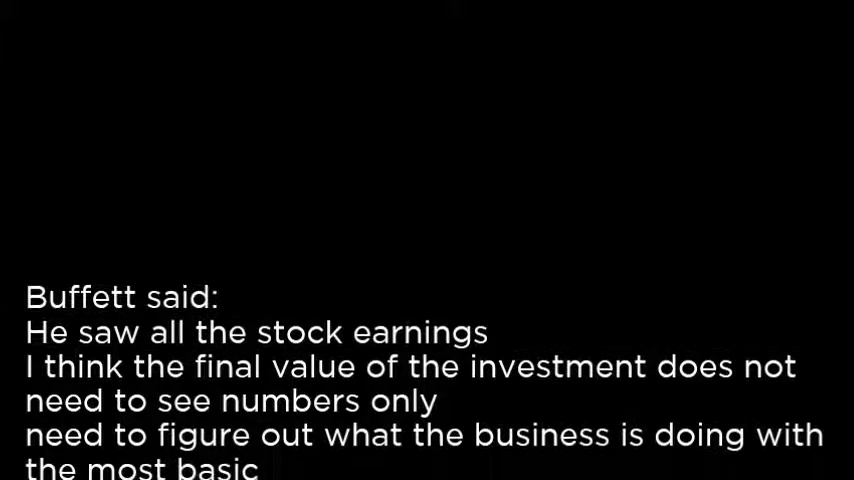 Buffett said:
He saw all the stock earnings
I think the final value of the investment does not
need to see numbers only
need to figure out what the business is doing with
the most basic